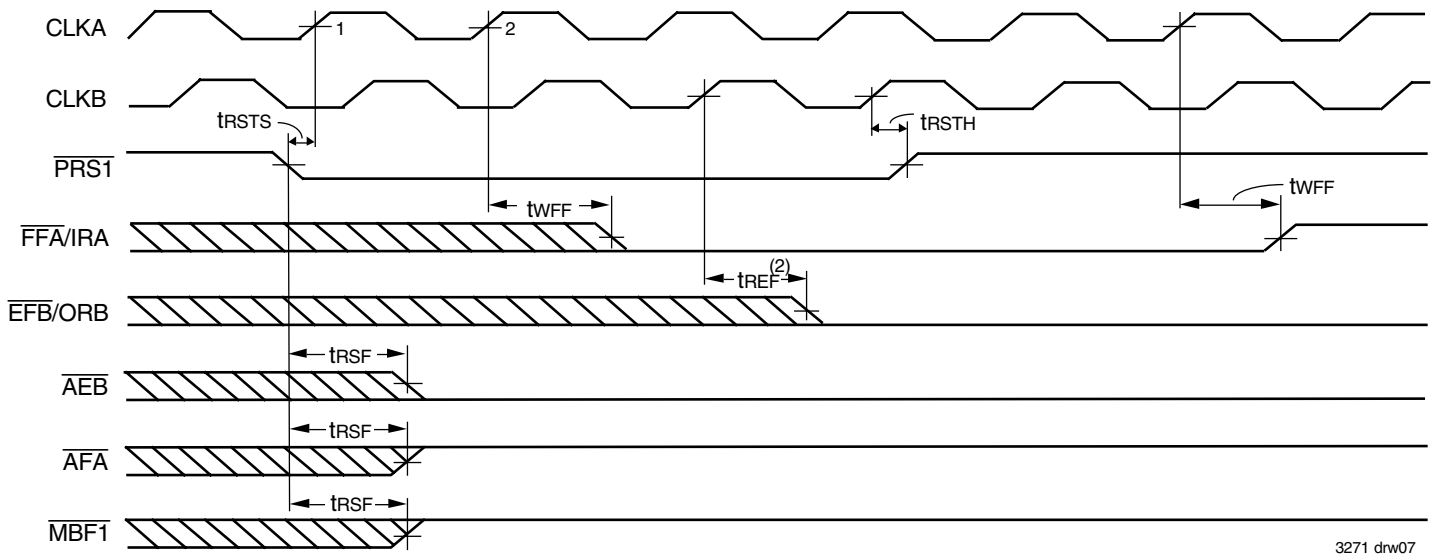 CLKA
1
2
CLKB
tRSTS
tRSTH
PRS1
tWFF
tWFF
FFA/IRA
tREF(2)
EFB/ORB
tRSF
AEB
tRSF
AFA
tRSF
MBF1
3271 drw07